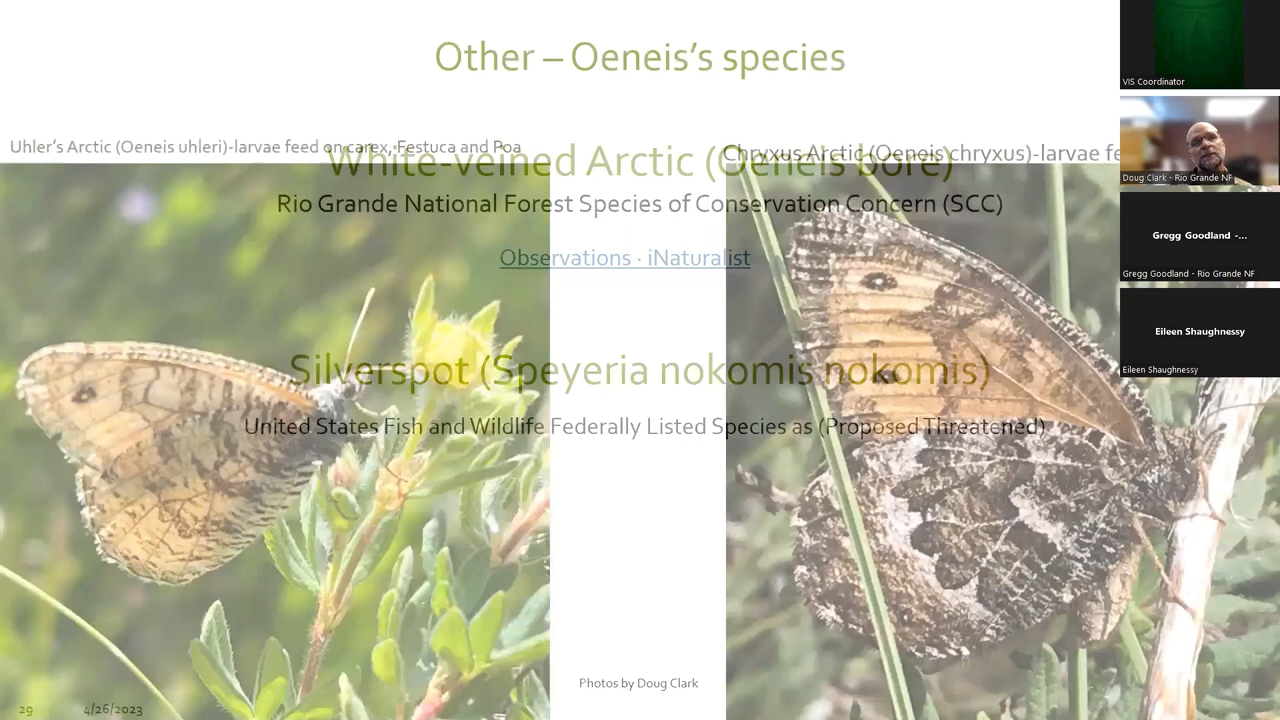 Other – Oeneis's species
Uhler's Arctic (Oeneis uhleri)-larvae feed on carex, Festuca and Poa
Chryxus Arctic (Oeneis chryxus)-larvae fe
White-veined Arctic (Oeneis bore)
Rio Grande National Forest Species of Conservation Concern (SCC)
Observations · iNaturalist
Silverspot (Speyeria nokomis nokomis)
United States Fish and Wildlife Federally Listed Species as (Proposed Threatened)
Photos by Doug Clark
29 4/26/2023
VIS Coordinator
Doug Clark - Rio Grande NF
Gregg Goodland -...
Gregg Goodland - Rio Grande NF
Eileen Shaughnessy
Eileen Shaughnessy